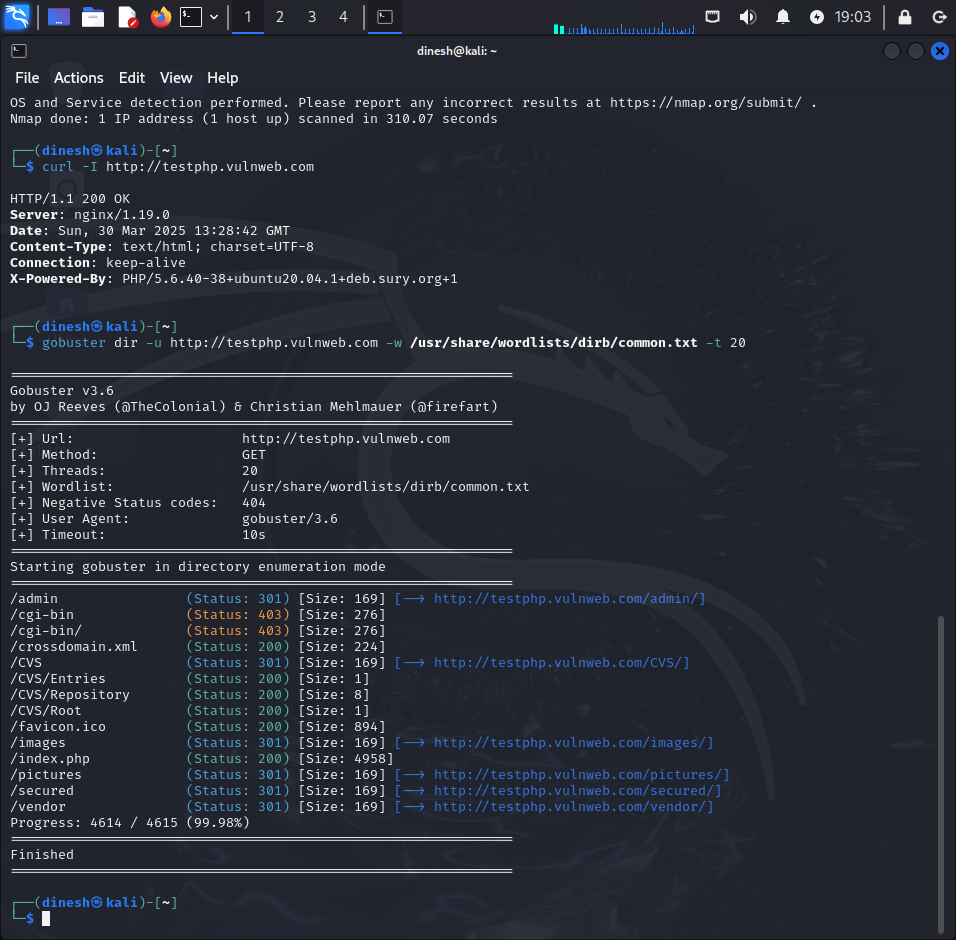 1 2 3 4 19:03
dinesh@kali: ~
File Actions Edit View Help
OS and Service detection performed. Please report any incorrect results at https://nmap.org/submit/ .
Nmap done: 1 IP address (1 host up) scanned in 310.07 seconds
┌──(dinesh㉿kali)-[~]
└─$ curl -I http://testphp.vulnweb.com
HTTP/1.1 200 OK
Server: nginx/1.19.0
Date: Sun, 30 Mar 2025 13:28:42 GMT
Content-Type: text/html; charset=UTF-8
Connection: keep-alive
X-Powered-By: PHP/5.6.40-38+ubuntu20.04.1+deb.sury.org+1
┌──(dinesh㉿kali)-[~]
└─$ gobuster dir -u http://testphp.vulnweb.com -w /usr/share/wordlists/dirb/common.txt -t 20
===============================================================
Gobuster v3.6
by OJ Reeves (@TheColonial) & Christian Mehlmauer (@firefart)
===============================================================
[+] Url: http://testphp.vulnweb.com
[+] Method: GET
[+] Threads: 20
[+] Wordlist: /usr/share/wordlists/dirb/common.txt
[+] Negative Status codes: 404
[+] User Agent: gobuster/3.6
[+] Timeout: 10s
===============================================================
Starting gobuster in directory enumeration mode
===============================================================
/admin (Status: 301) [Size: 169] [--> http://testphp.vulnweb.com/admin/]
/cgi-bin (Status: 403) [Size: 276]
/cgi-bin/ (Status: 403) [Size: 276]
/crossdomain.xml (Status: 200) [Size: 224]
/CVS (Status: 301) [Size: 169] [--> http://testphp.vulnweb.com/CVS/]
/CVS/Entries (Status: 200) [Size: 1]
/CVS/Repository (Status: 200) [Size: 8]
/CVS/Root (Status: 200) [Size: 1]
/favicon.ico (Status: 200) [Size: 894]
/images (Status: 301) [Size: 169] [--> http://testphp.vulnweb.com/images/]
/index.php (Status: 200) [Size: 4958]
/pictures (Status: 301) [Size: 169] [--> http://testphp.vulnweb.com/pictures/]
/secured (Status: 301) [Size: 169] [--> http://testphp.vulnweb.com/secured/]
/vendor (Status: 301) [Size: 169] [--> http://testphp.vulnweb.com/vendor/]
Progress: 4614 / 4615 (99.98%)
===============================================================
Finished
===============================================================
┌──(dinesh㉿kali)-[~]
└─$